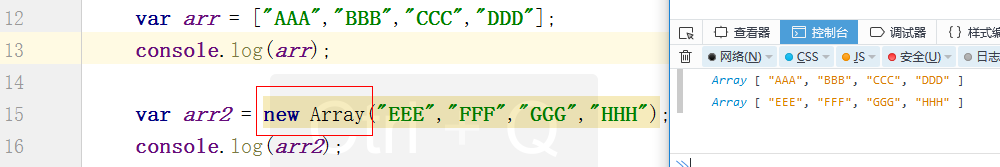 12 var arr = ["AAA","BBB","CCC","DDD"];
13 console.log(arr);
14
15 var arr2 = new Array("EEE","FFF","GGG","HHH");
16 console.log(arr2);
Ctrl + Q
查看器 控制台 调试器 {} 样式编
网络(N) CSS JS 安全(U) 日志
Array [ "AAA", "BBB", "CCC", "DDD" ]
Array [ "EEE", "FFF", "GGG", "HHH" ]
»